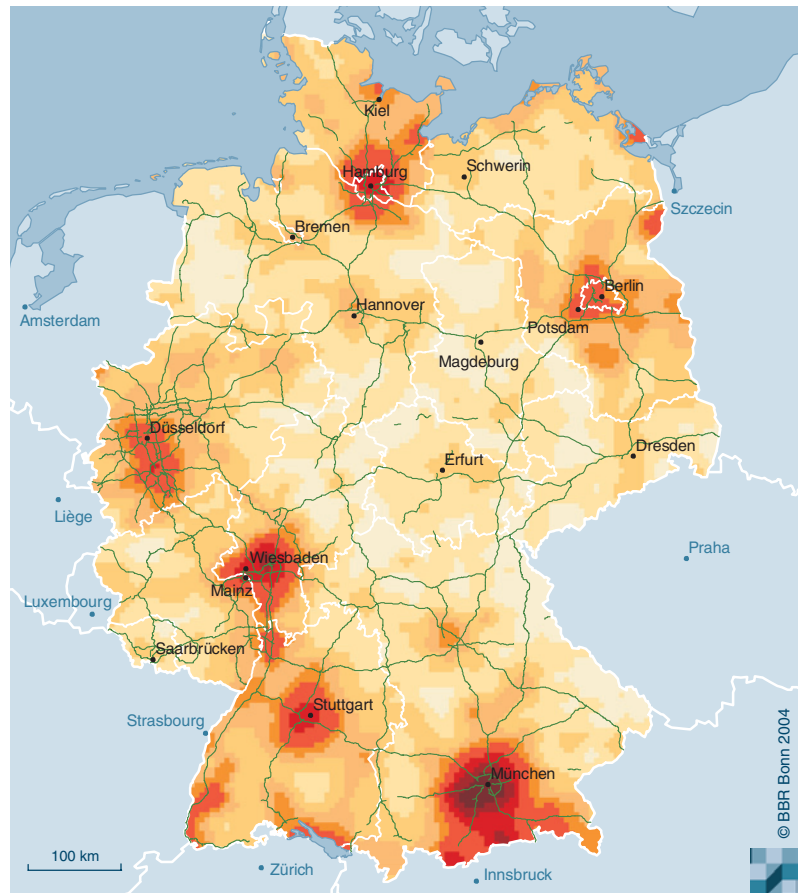 Kiel
Hamburg
Schwerin
Szczecin
Bremen
Berlin
Hannover
Amsterdam
Potsdam
Magdeburg
Düsseldorf
Dresden
Erfurt
Liège
Praha
Wiesbaden
Mainz
Luxembourg
Saarbrücken
Stuttgart
Strasbourg
München
100 km
Zürich
Innsbruck
© BBR Bonn 2004